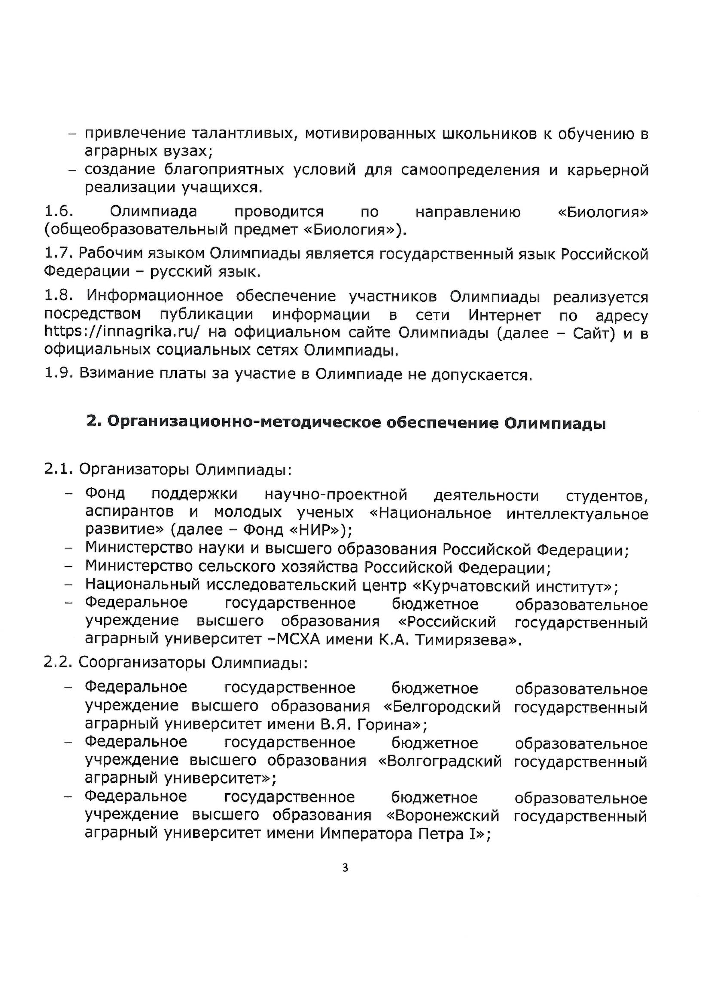 – привлечение талантливых, мотивированных школьников к обучению в
аграрных вузах;
– создание благоприятных условий для самоопределения и карьерной
реализации учащихся.
1.6. Олимпиада проводится по направлению «Биология»
(общеобразовательный предмет «Биология»).
1.7. Рабочим языком Олимпиады является государственный язык Российской
Федерации – русский язык.
1.8. Информационное обеспечение участников Олимпиады реализуется
посредством публикации информации в сети Интернет по адресу
https://innagrika.ru/ на официальном сайте Олимпиады (далее – Сайт) и в
официальных социальных сетях Олимпиады.
1.9. Взимание платы за участие в Олимпиаде не допускается.
2. Организационно-методическое обеспечение Олимпиады
2.1. Организаторы Олимпиады:
– Фонд поддержки научно-проектной деятельности студентов,
аспирантов и молодых ученых «Национальное интеллектуальное
развитие» (далее – Фонд «НИР»);
– Министерство науки и высшего образования Российской Федерации;
– Министерство сельского хозяйства Российской Федерации;
– Национальный исследовательский центр «Курчатовский институт»;
– Федеральное государственное бюджетное образовательное
учреждение высшего образования «Российский государственный
аграрный университет –МСХА имени К.А. Тимирязева».
2.2. Соорганизаторы Олимпиады:
– Федеральное государственное бюджетное образовательное
учреждение высшего образования «Белгородский государственный
аграрный университет имени В.Я. Горина»;
– Федеральное государственное бюджетное образовательное
учреждение высшего образования «Волгоградский государственный
аграрный университет»;
– Федеральное государственное бюджетное образовательное
учреждение высшего образования «Воронежский государственный
аграрный университет имени Императора Петра I»;
3